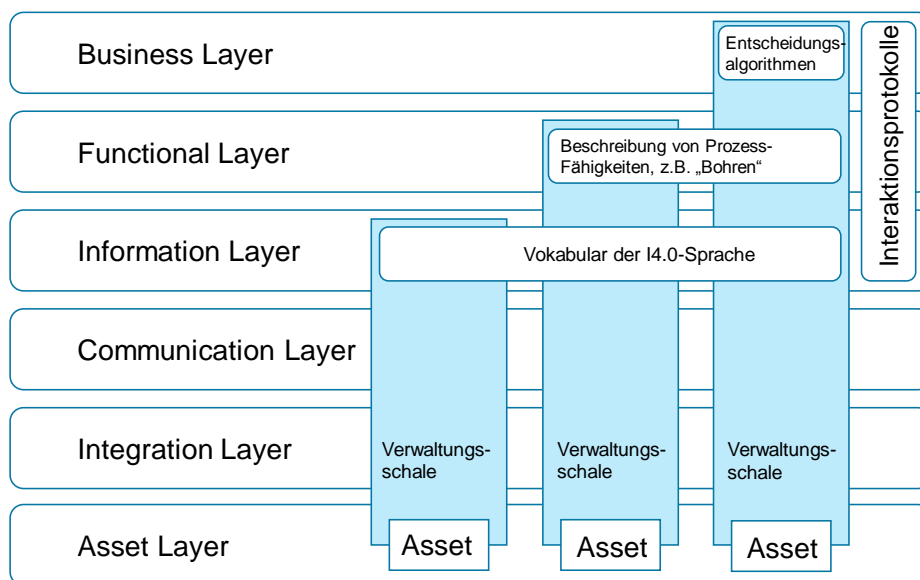 Business Layer
Entscheidungs-
algorithmen
Interaktionsprotokolle
Functional Layer
Beschreibung von Prozess-
Fähigkeiten, z.B. „Bohren“
Information Layer
Vokabular der I4.0-Sprache
Communication Layer
Integration Layer
Verwaltungs-
schale
Verwaltungs-
schale
Verwaltungs-
schale
Asset Layer
Asset
Asset
Asset